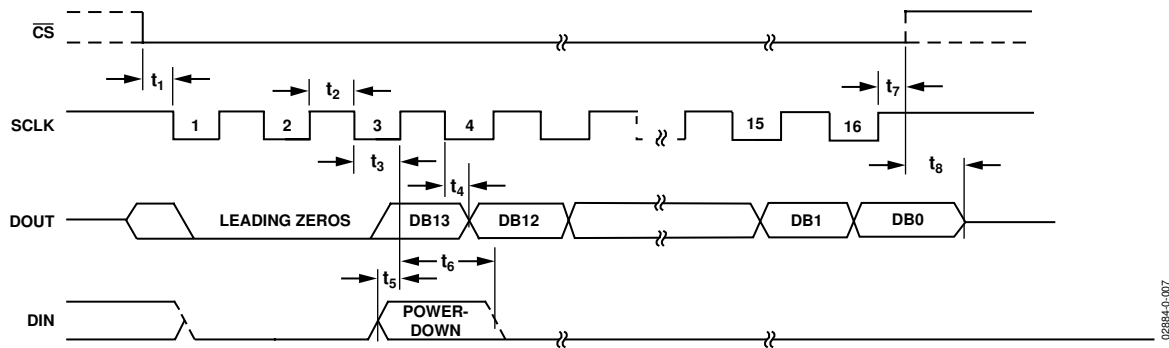 CS
t1
t2
t7
SCLK
1 2 3 4 15 16
t3
t4
t8
DOUT
LEADING ZEROS DB13 DB12 DB1 DB0
t6
t5
DIN
POWER-
DOWN
02884-0-007